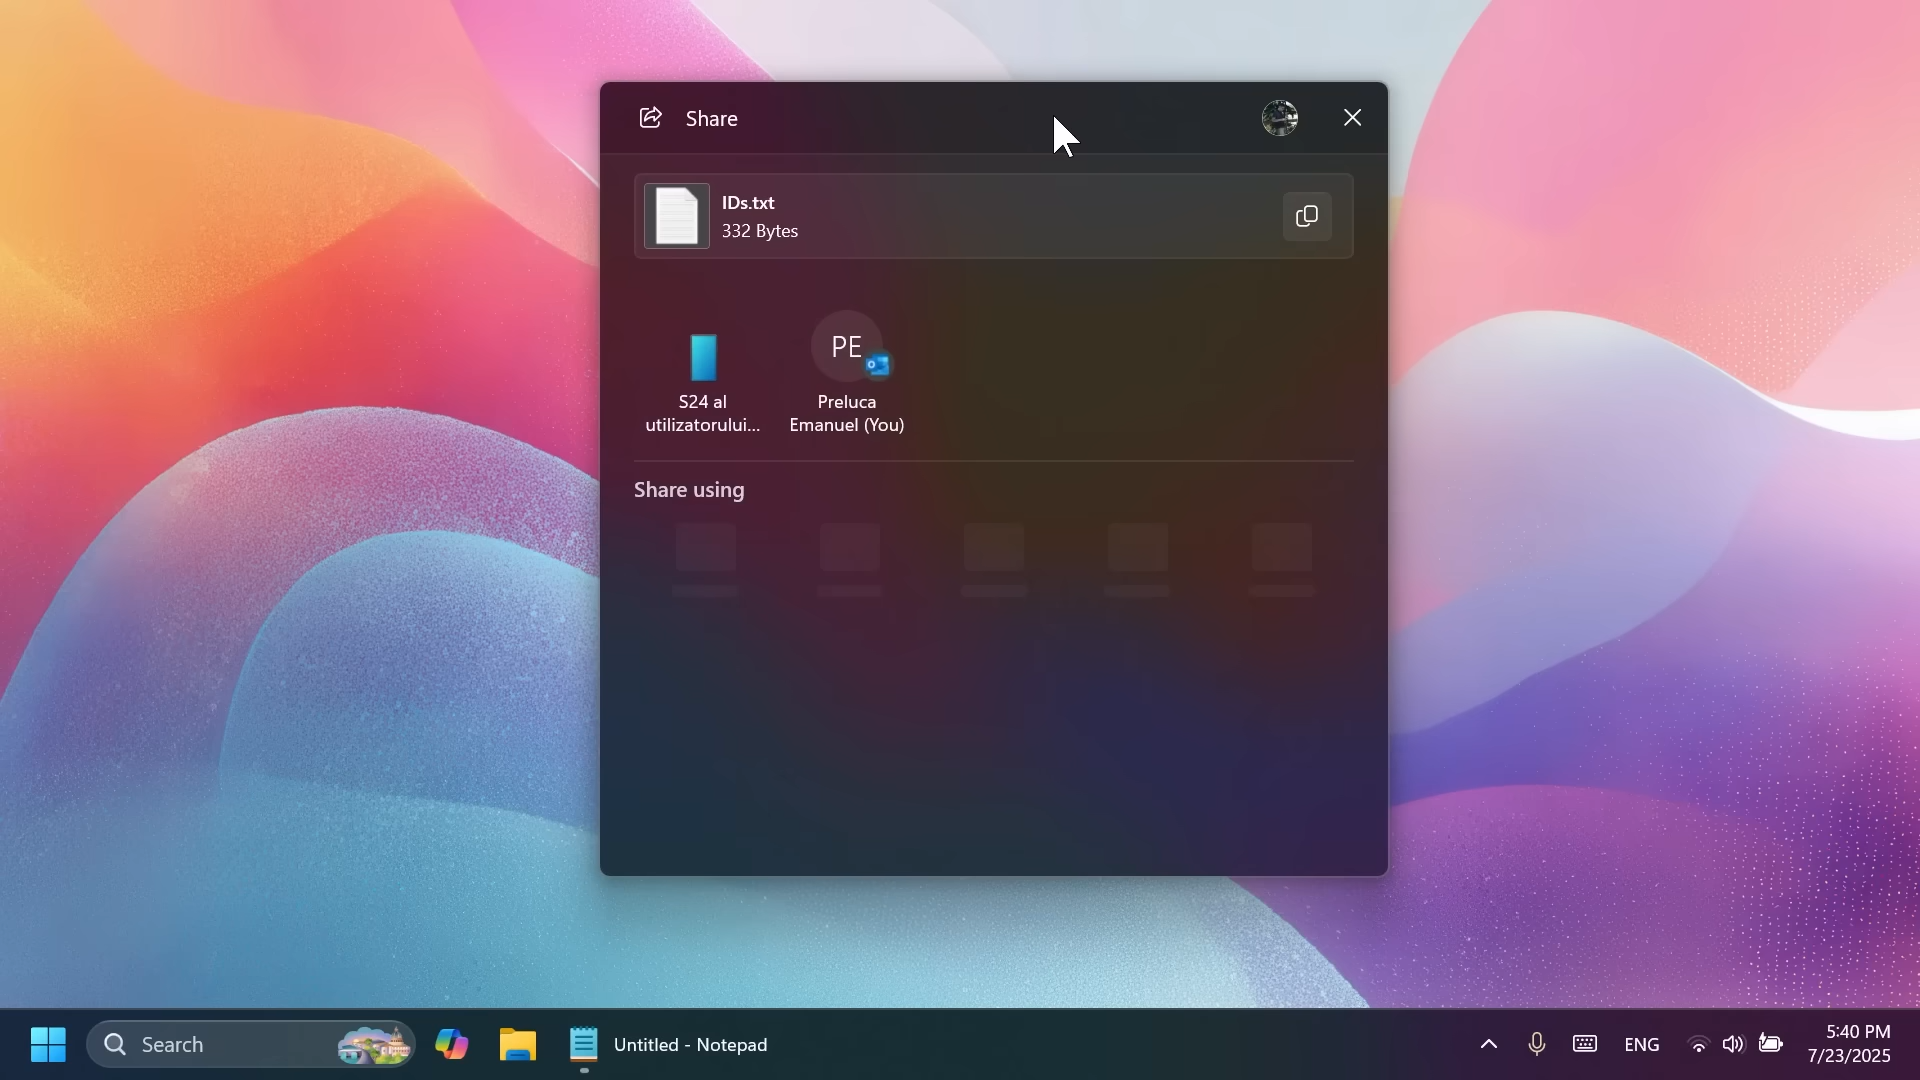 Share
IDs.txt
332 Bytes
PE
S24 al
utilizatorului...
Preluca
Emanuel (You)
Share using
Search
Untitled - Notepad
ENG
5:40 PM
7/23/2025